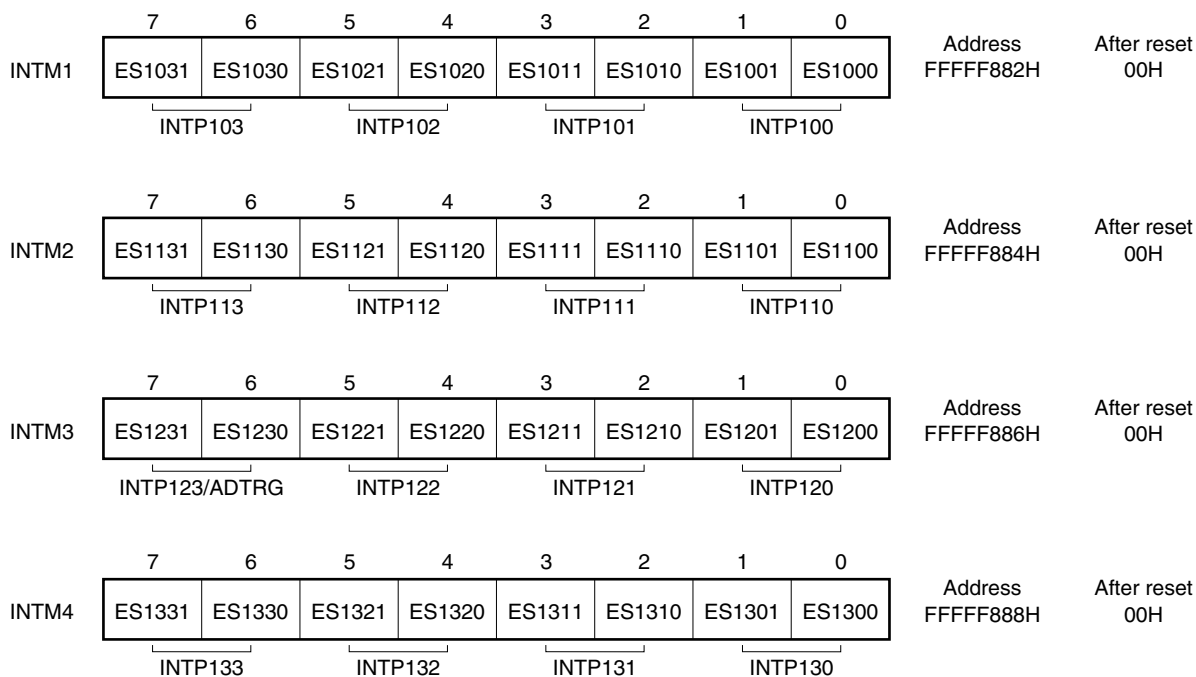 7 6 5 4 3 2 1 0
Address After reset
INTM1 ES1031 ES1030 ES1021 ES1020 ES1011 ES1010 ES1001 ES1000 FFFFF882H 00H
INTP103 INTP102 INTP101 INTP100
7 6 5 4 3 2 1 0
Address After reset
INTM2 ES1131 ES1130 ES1121 ES1120 ES1111 ES1110 ES1101 ES1100 FFFFF884H 00H
INTP113 INTP112 INTP111 INTP110
7 6 5 4 3 2 1 0
Address After reset
INTM3 ES1231 ES1230 ES1221 ES1220 ES1211 ES1210 ES1201 ES1200 FFFFF886H 00H
INTP123/ADTRG INTP122 INTP121 INTP120
7 6 5 4 3 2 1 0
Address After reset
INTM4 ES1331 ES1330 ES1321 ES1320 ES1311 ES1310 ES1301 ES1300 FFFFF888H 00H
INTP133 INTP132 INTP131 INTP130